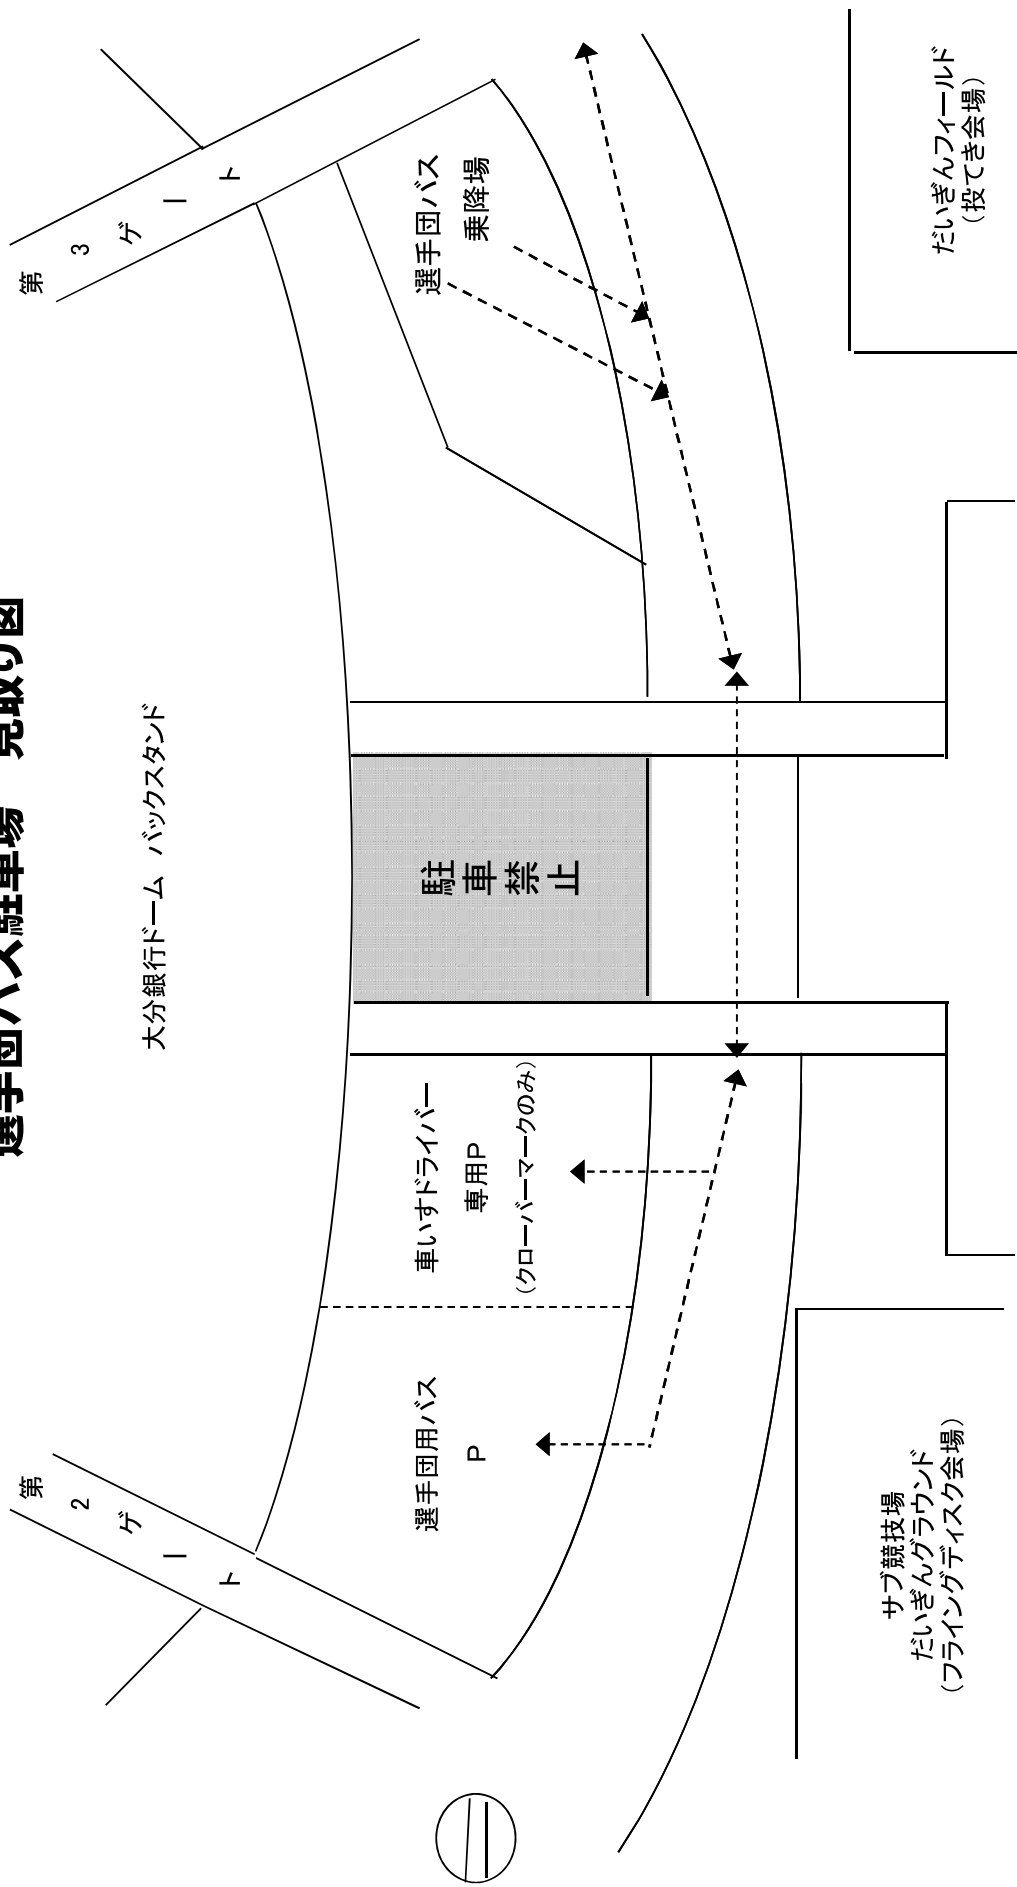 選手団バス駐車場　見取り図
大分銀行ドーム　バックスタンド
第２ゲート
第３ゲート
選手団用バス
Ｐ
車いすドライバー
専用Ｐ
（クローバーマークのみ）
駐車禁止
選手団バス
乗降場
サブ競技場
だいぎんグラウンド
（フライングディスク会場）
だいぎんフィールド
（投てき会場）